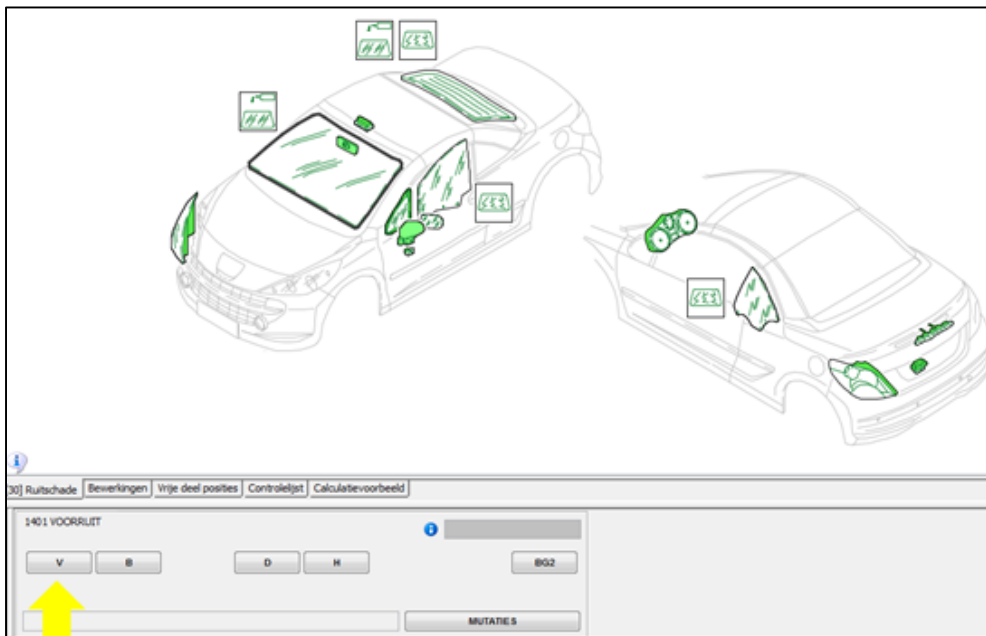 30] Ruitschade Bewerkingen Vrije deel posities Controlelijst Calculatievoorbeeld
1401 VOORRUIT
V B D H BG2
MUTATIES